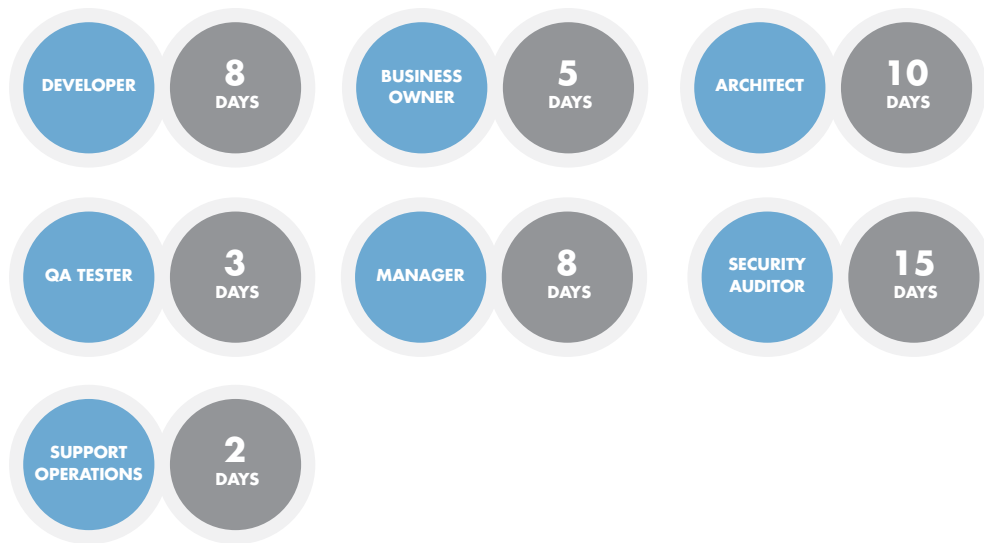 DEVELOPER
8
DAYS
BUSINESS
OWNER
5
DAYS
ARCHITECT
10
DAYS
QA TESTER
3
DAYS
MANAGER
8
DAYS
SECURITY
AUDITOR
15
DAYS
SUPPORT
OPERATIONS
2
DAYS